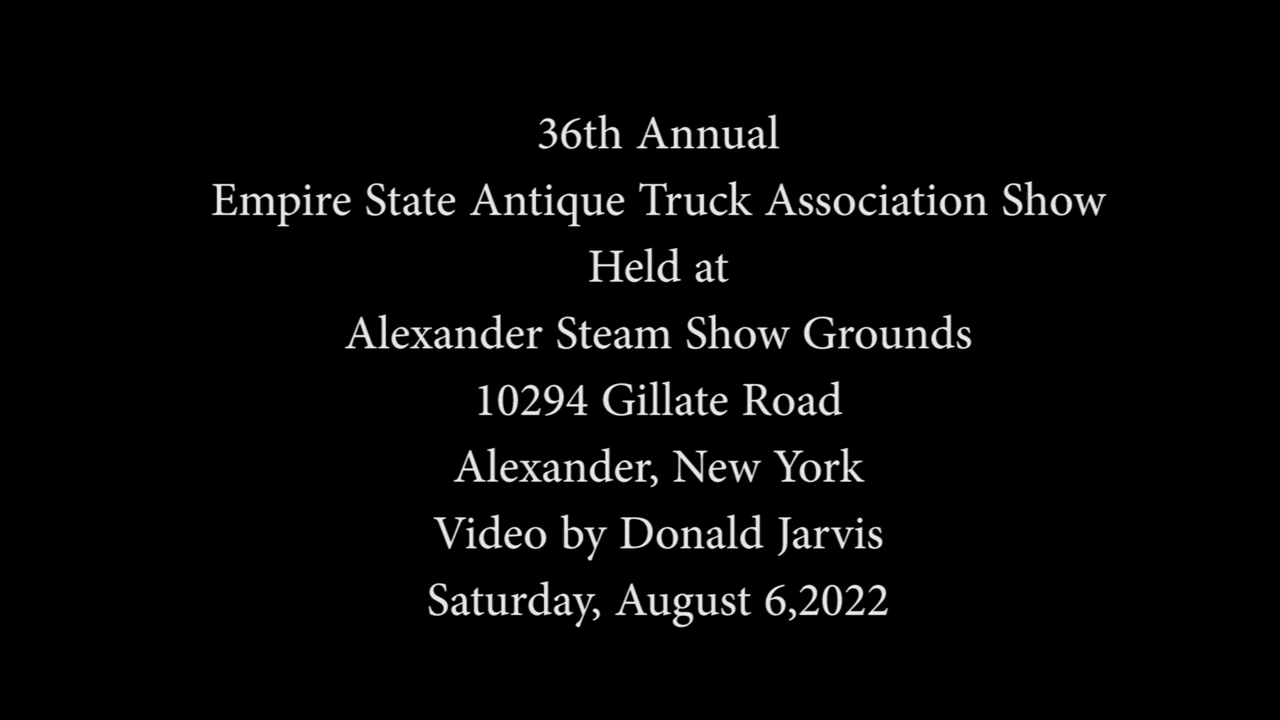 36th Annual
Empire State Antique Truck Association Show
Held at
Alexander Steam Show Grounds
10294 Gillate Road
Alexander, New York
Video by Donald Jarvis
Saturday, August 6,2022